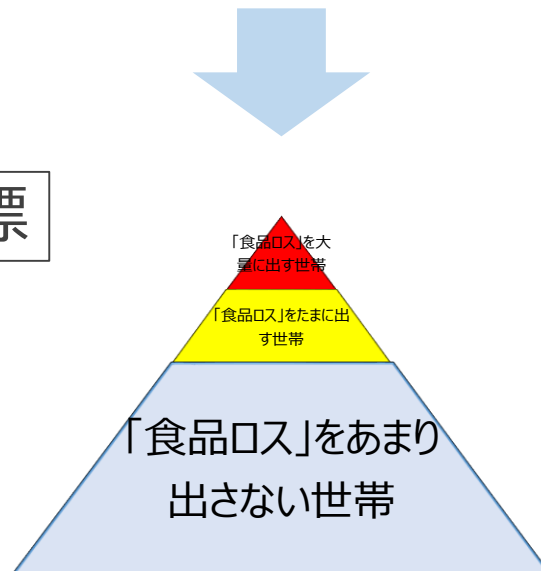 標
「食品ロス」を大
量に出す世帯
「食品ロス」をたまに出
す世帯
「食品ロス」をあまり
出さない世帯